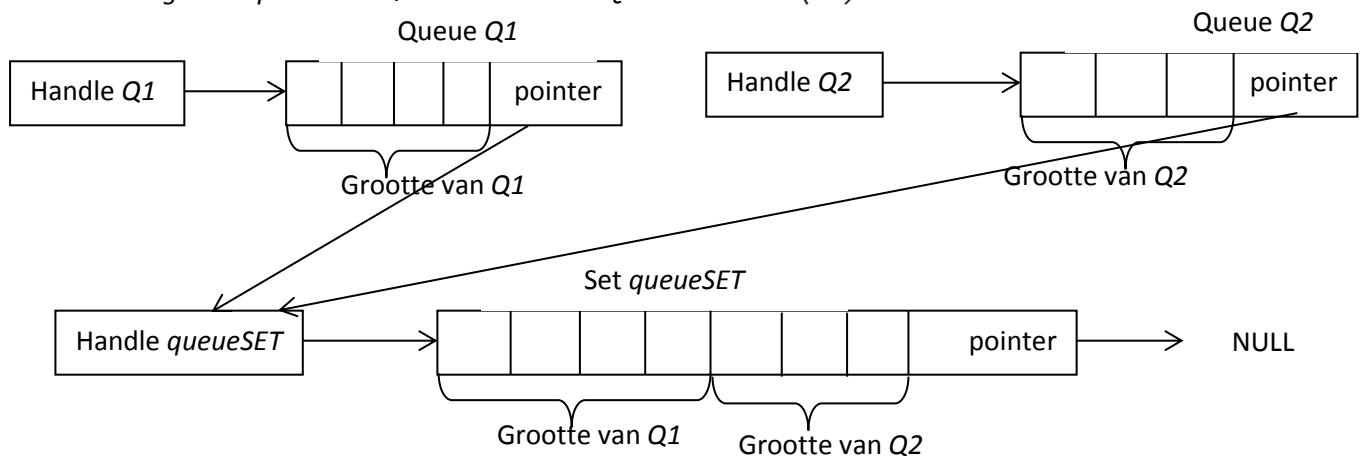 Queue Q1
Queue Q2
Handle Q1
pointer
Handle Q2
pointer
Grootte van Q1
Grootte van Q2
Set queueSET
Handle queueSET
pointer
NULL
Grootte van Q1
Grootte van Q2